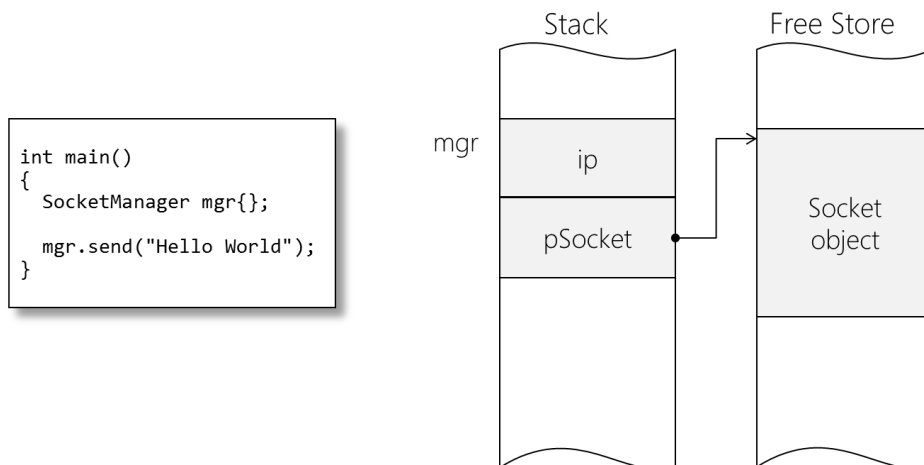 int main()
{
  SocketManager mgr{};
  mgr.send("Hello World");
}
Stack
Free Store
mgr
ip
pSocket
Socket
object